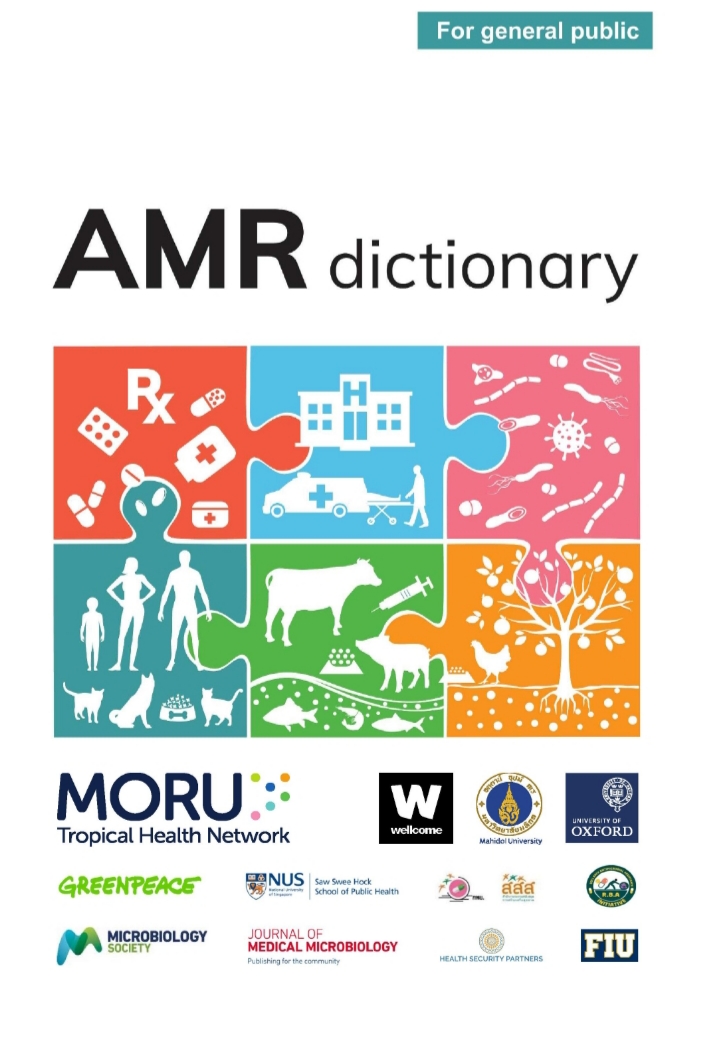 For general public
AMR dictionary
Rx
H
MORU
Tropical Health Network
W
wellcome
Mahidol University
UNIVERSITY OF
OXFORD
GREENPEACE
NUS
National University
of Singapore
Saw Swee Hock
School of Public Health
สสส
R.B.A
INITIATIVE
MICROBIOLOGY
SOCIETY
JOURNAL OF
MEDICAL MICROBIOLOGY
Publishing for the community
HEALTH SECURITY PARTNERS
FIU